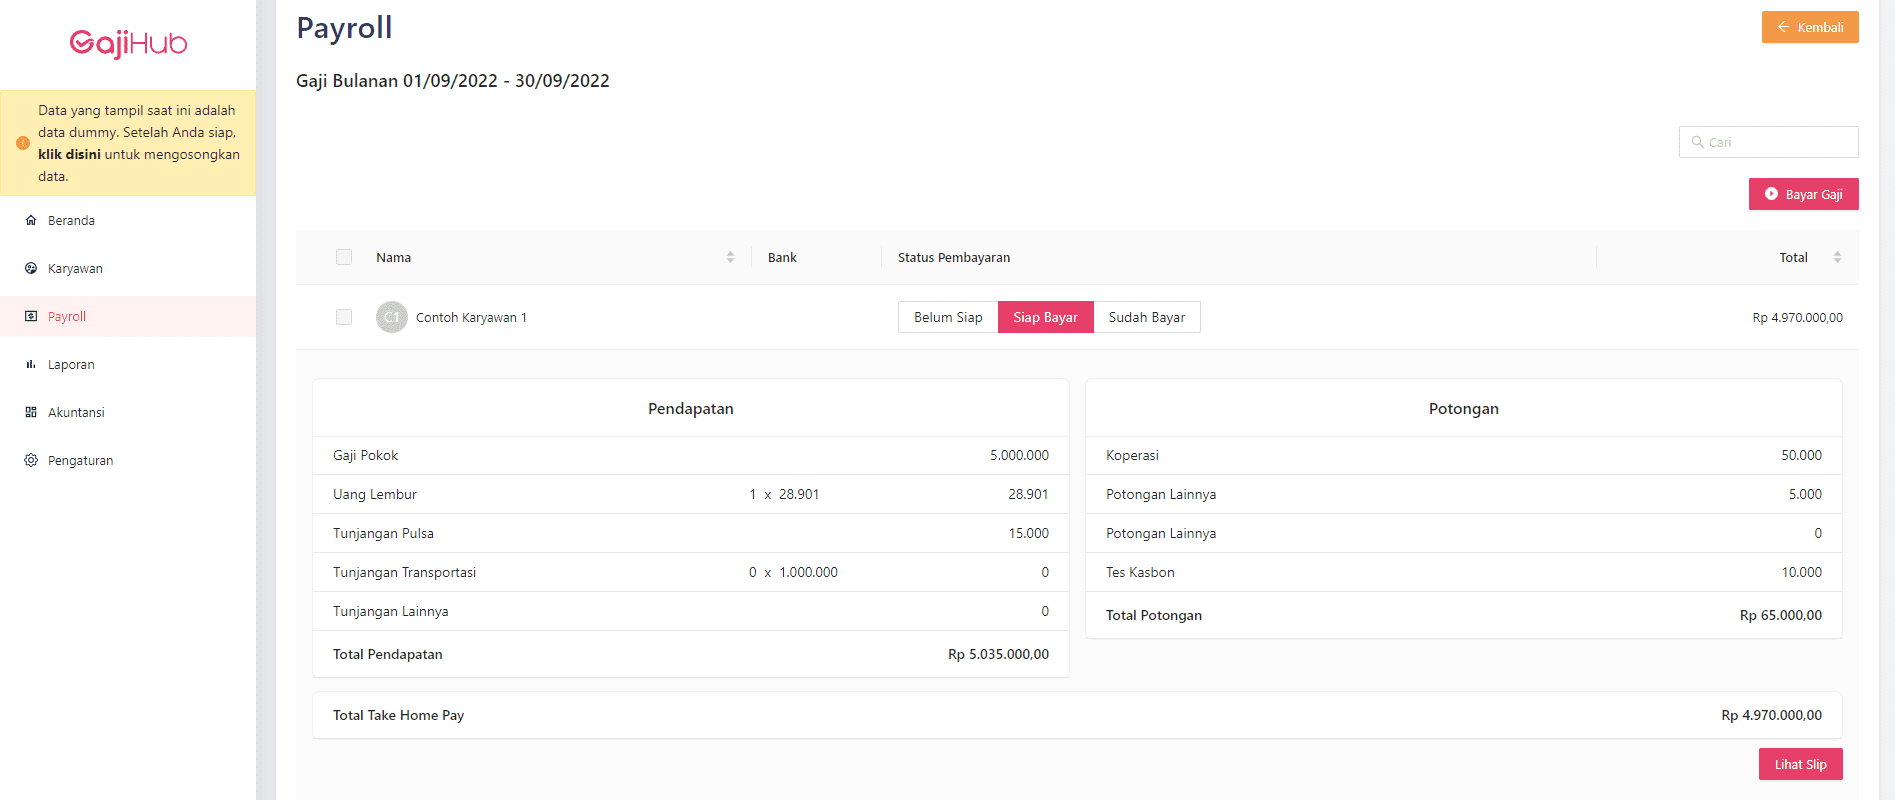 GajiHub
Data yang tampil saat ini adalah
data dummy. Setelah Anda siap,
klik disini untuk mengosongkan
data.
Beranda
Karyawan
Payroll
Laporan
Akuntansi
Pengaturan
Payroll
Kembali
Gaji Bulanan 01/09/2022 - 30/09/2022
Cari
Bayar Gaji
Nama Bank Status Pembayaran Total
C1 Contoh Karyawan 1 Belum Siap Siap Bayar Sudah Bayar Rp 4.970.000,00
Pendapatan
Gaji Pokok 5.000.000
Uang Lembur 1 x 28.901 28.901
Tunjangan Pulsa 15.000
Tunjangan Transportasi 0 x 1.000.000 0
Tunjangan Lainnya 0
Total Pendapatan Rp 5.035.000,00
Potongan
Koperasi 50.000
Potongan Lainnya 5.000
Potongan Lainnya 0
Tes Kasbon 10.000
Total Potongan Rp 65.000,00
Total Take Home Pay Rp 4.970.000,00
Lihat Slip